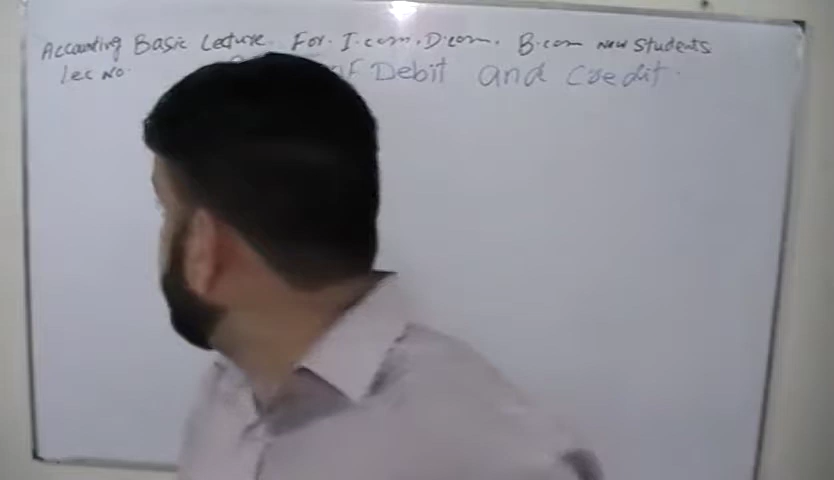 Accounting Basic Lecture. For. I.com, D.com, B.com new Students
Lec No. of Debit and Credit.